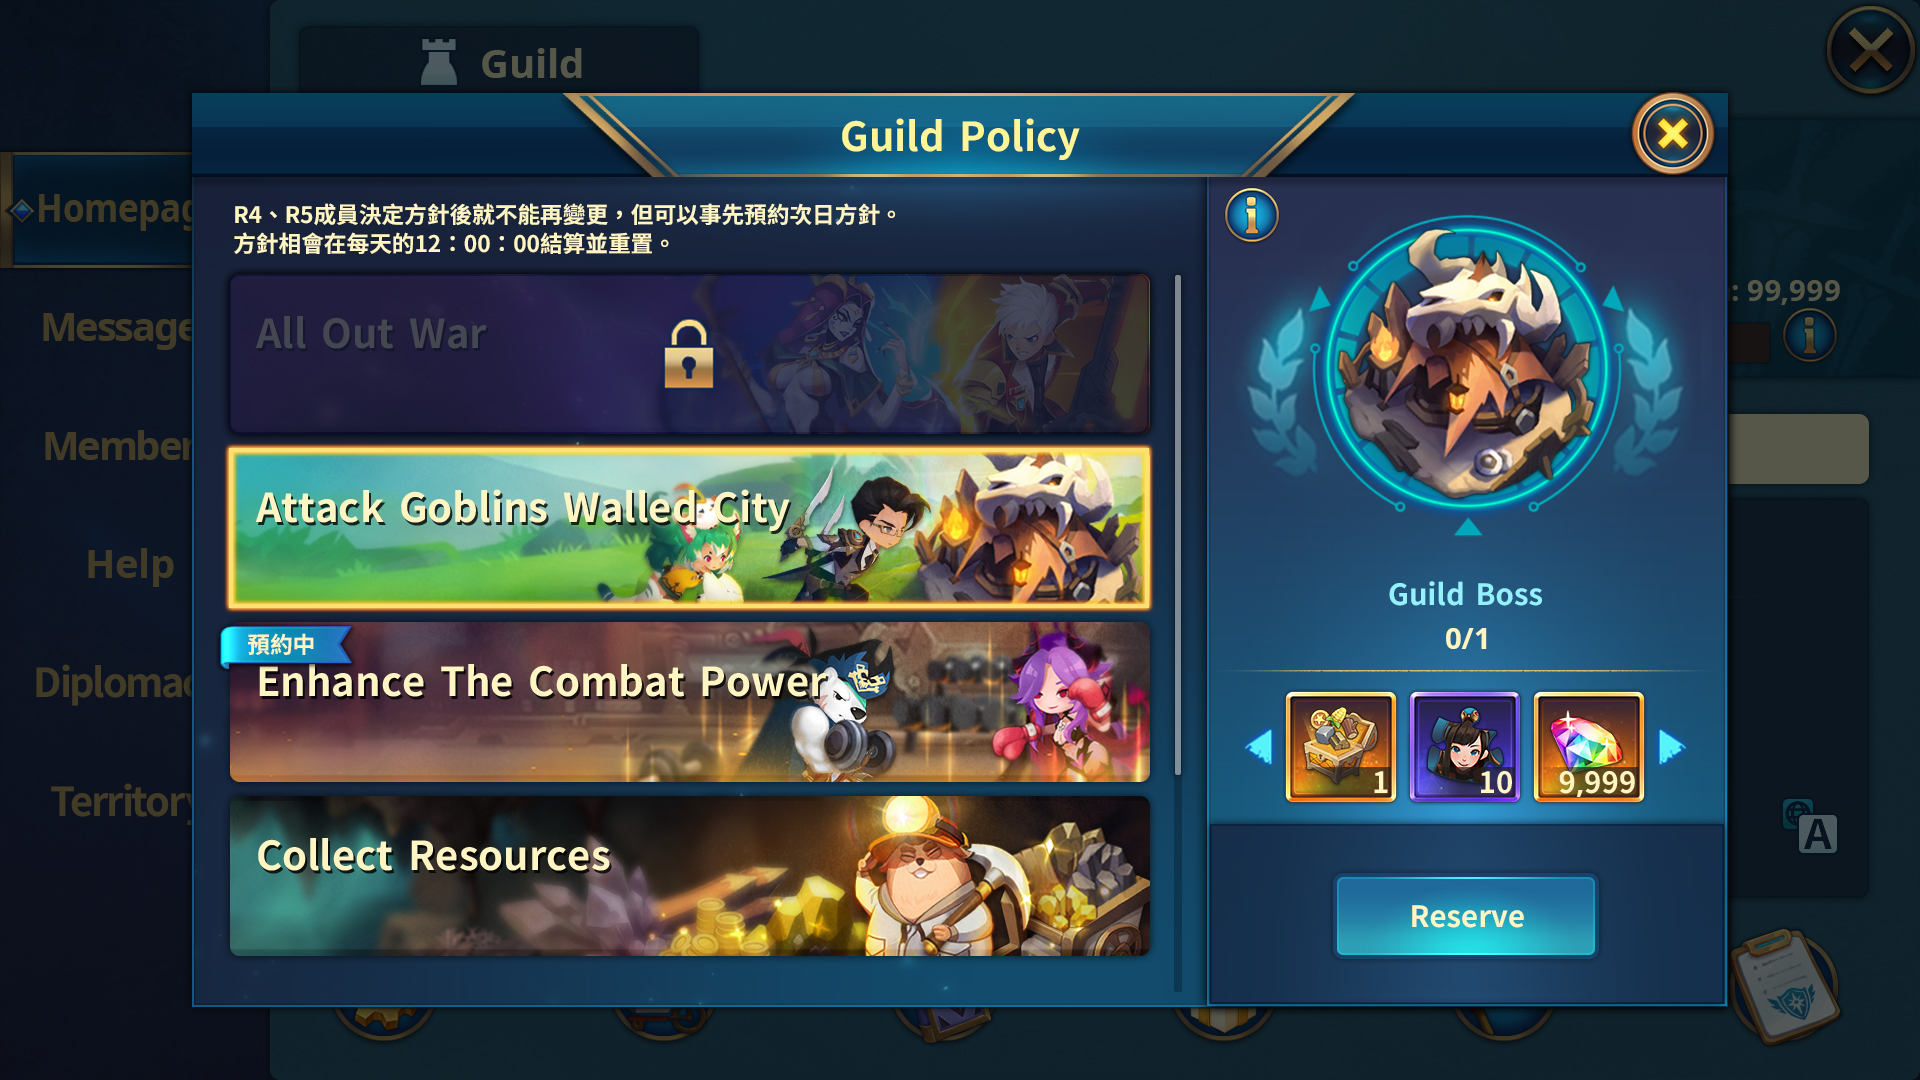 Guild
Guild Policy
Homepag
Message
Member
Help
Diplomac
Territory
R4、R5成員決定方針後就不能再變更，但可以事先預約次日方針。
方針相會在每天的12：00：00結算並重置。
All Out War
Attack Goblins Walled City
預約中
Enhance The Combat Power
Collect Resources
Guild Boss
0/1
1
10
9,999
Reserve
: 99,999
A